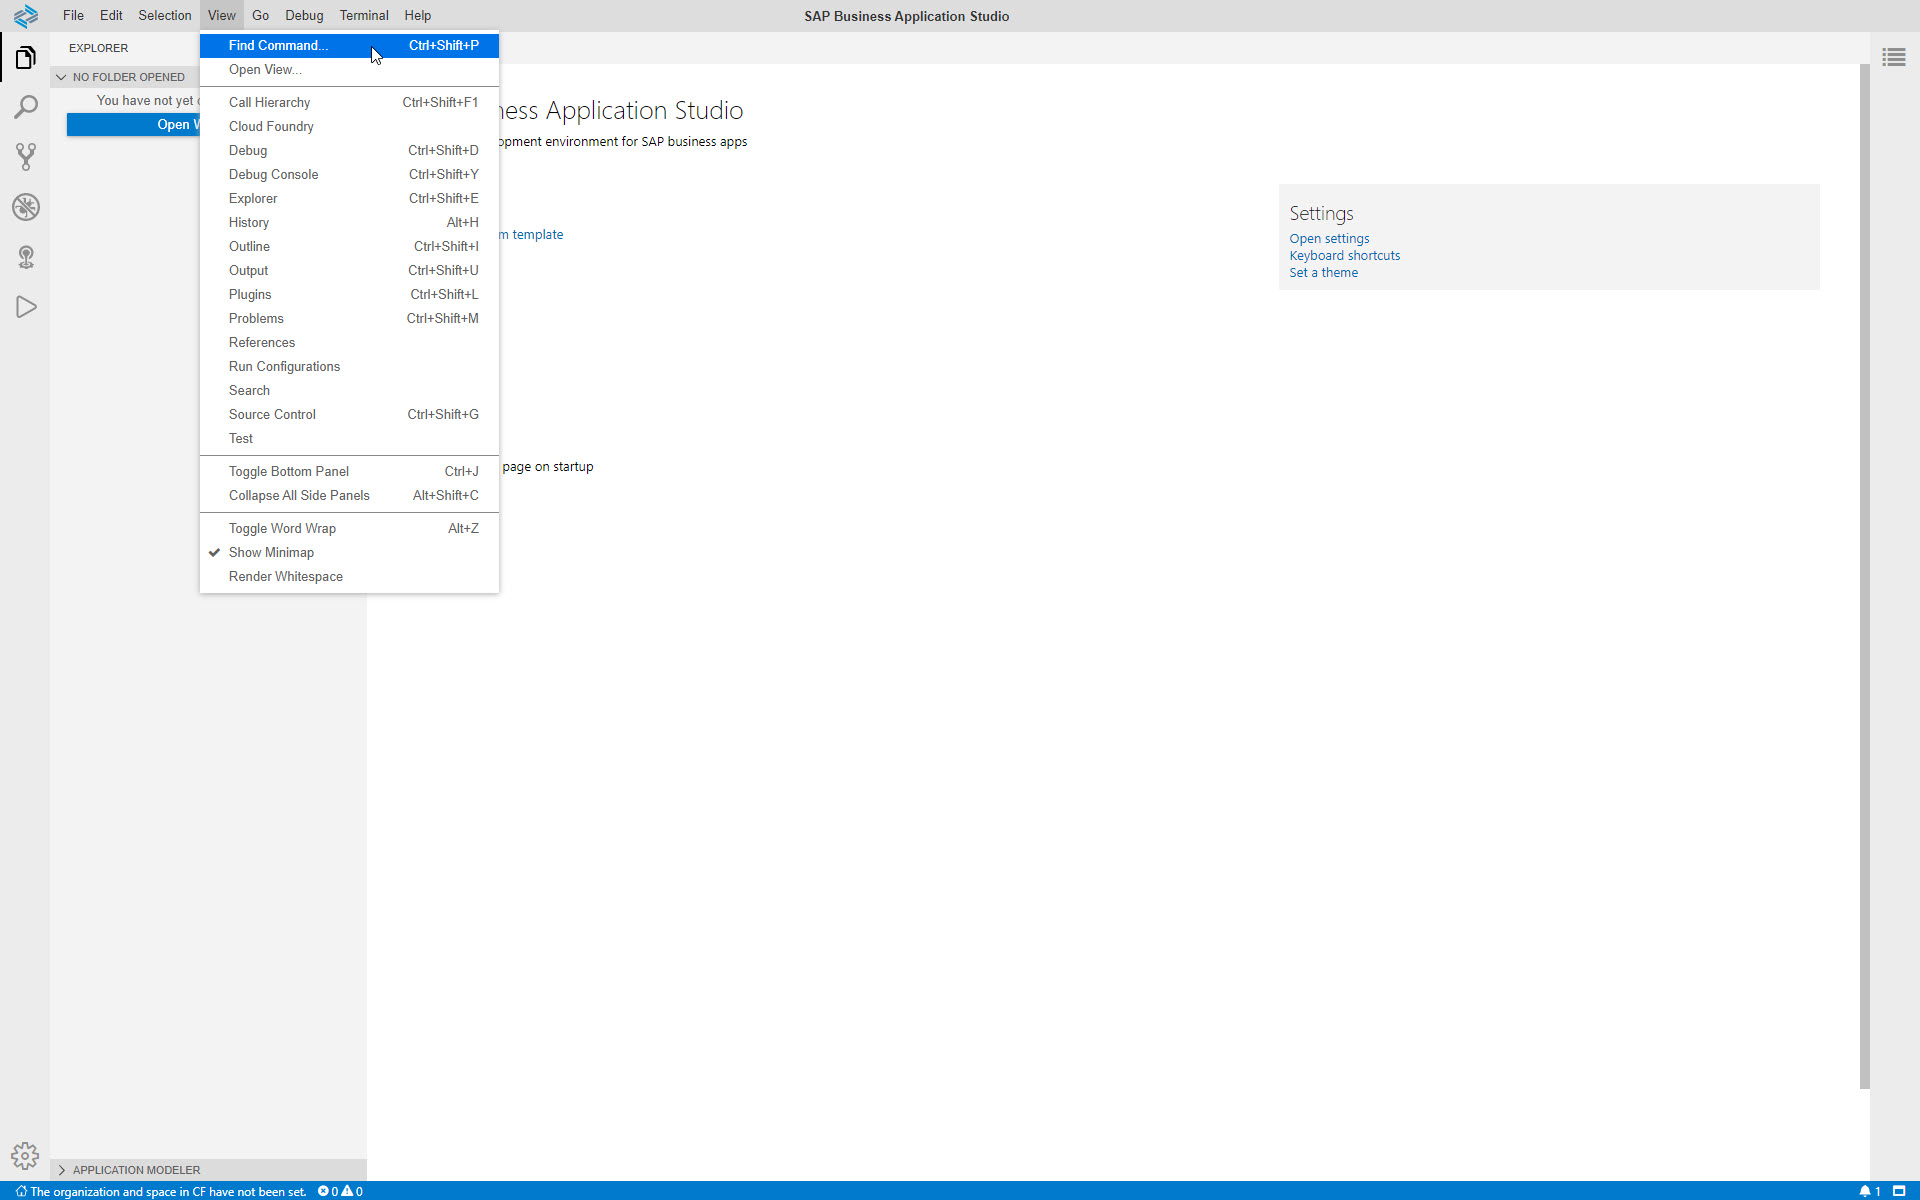 File Edit Selection View Go Debug Terminal Help
SAP Business Application Studio
EXPLORER
NO FOLDER OPENED
You have not yet
Open
Find Command... Ctrl+Shift+P
Open View...
Call Hierarchy Ctrl+Shift+F1
Cloud Foundry
Debug Ctrl+Shift+D
Debug Console Ctrl+Shift+Y
Explorer Ctrl+Shift+E
History Alt+H
Outline Ctrl+Shift+I
Output Ctrl+Shift+U
Plugins Ctrl+Shift+L
Problems Ctrl+Shift+M
References
Run Configurations
Search
Source Control Ctrl+Shift+G
Test
Toggle Bottom Panel Ctrl+J
Collapse All Side Panels Alt+Shift+C
Toggle Word Wrap Alt+Z
Show Minimap
Render Whitespace
ness Application Studio
opment environment for SAP business apps
m template
page on startup
Settings
Open settings
Keyboard shortcuts
Set a theme
APPLICATION MODELER
The organization and space in CF have not been set. 0 0
1